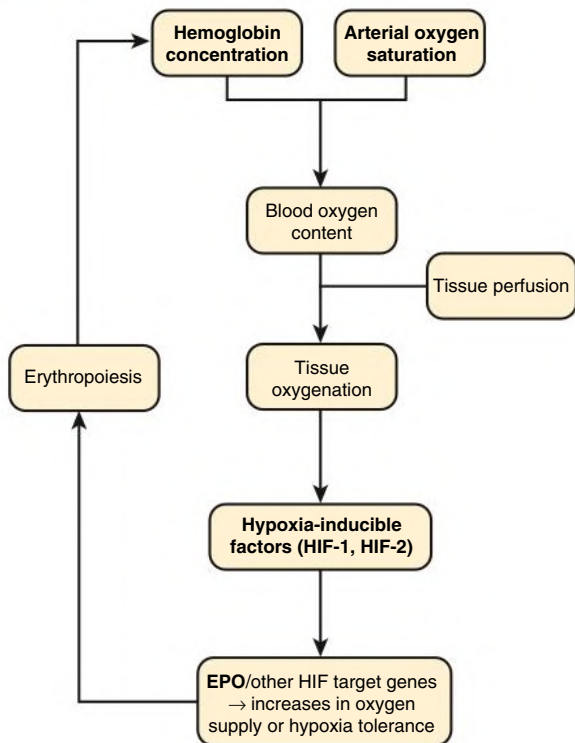 Hemoglobin
concentration
Arterial oxygen
saturation
Blood oxygen
content
Tissue perfusion
Erythropoiesis
Tissue
oxygenation
Hypoxia-inducible
factors (HIF-1, HIF-2)
EPO/other HIF target genes
→ increases in oxygen
supply or hypoxia tolerance